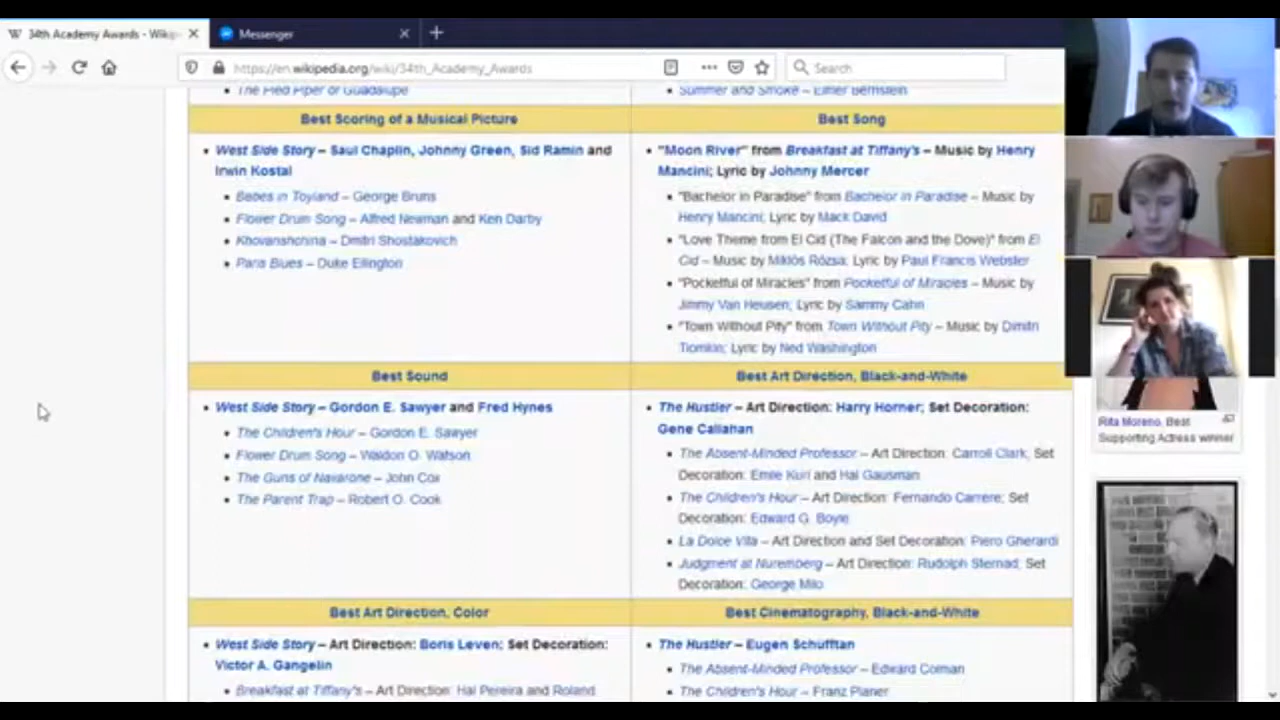 34th Academy Awards - Wikip
Messenger
https://en.wikipedia.org/wiki/34th_Academy_Awards
Search
The Pied Piper of Guadalupe
Summer and Smoke – Elmer Bernstein
Best Scoring of a Musical Picture
Best Song
West Side Story – Saul Chaplin, Johnny Green, Sid Ramin and
Irwin Kostal
Babes in Toyland – George Bruns
Flower Drum Song – Alfred Newman and Ken Darby
Khovanshchina – Dmitri Shostakovich
Paris Blues – Duke Ellington
"Moon River" from Breakfast at Tiffany's – Music by Henry
Mancini; Lyric by Johnny Mercer
"Bachelor in Paradise" from Bachelor in Paradise – Music by
Henry Mancini; Lyric by Mack David
"Love Theme from El Cid (The Falcon and the Dove)" from El
Cid – Music by Miklós Rózsa; Lyric by Paul Francis Webster
"Pocketful of Miracles" from Pocketful of Miracles – Music by
Jimmy Van Heusen; Lyric by Sammy Cahn
"Town Without Pity" from Town Without Pity – Music by Dimitri
Tiomkin; Lyric by Ned Washington
Best Sound
Best Art Direction, Black-and-White
West Side Story – Gordon E. Sawyer and Fred Hynes
The Children's Hour – Gordon E. Sawyer
Flower Drum Song – Waldon O. Watson
The Guns of Navarone – John Cox
The Parent Trap – Robert O. Cook
The Hustler – Art Direction: Harry Horner; Set Decoration:
Gene Callahan
The Absent-Minded Professor – Art Direction: Carroll Clark; Set
Decoration: Emile Kuri and Hal Gausman
The Children's Hour – Art Direction: Fernando Carrere; Set
Decoration: Edward G. Boyle
La Dolce Vita – Art Direction and Set Decoration: Piero Gherardi
Judgment at Nuremberg – Art Direction: Rudolph Sternad; Set
Decoration: George Milo
Best Art Direction, Color
Best Cinematography, Black-and-White
West Side Story – Art Direction: Boris Leven; Set Decoration:
Victor A. Gangelin
Breakfast at Tiffany's – Art Direction: Hal Pereira and Roland
The Hustler – Eugen Schüfftan
The Absent-Minded Professor – Edward Colman
The Children's Hour – Franz Planer
Rita Moreno, Best
Supporting Actress winner